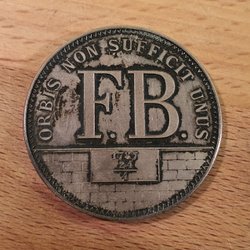 ORBIS NON SUFFICIT UNUS
F.B.